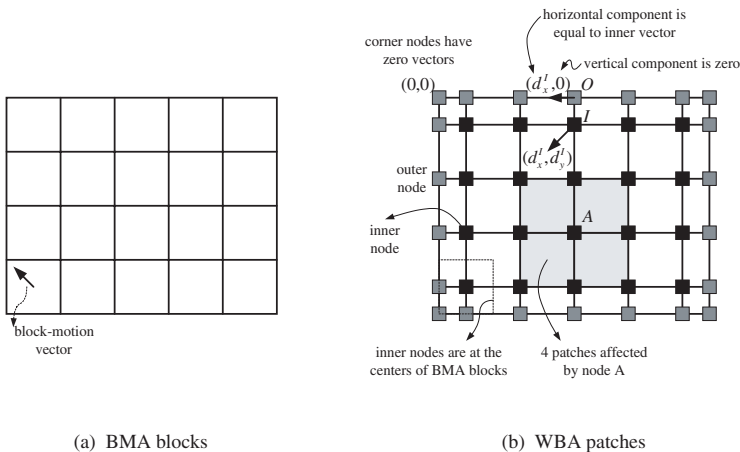 horizontal component is
equal to inner vector
corner nodes have
zero vectors
vertical component is zero
(0,0)
(d_x^I,0)
O
I
(d_x^I,d_y^I)
outer
node
A
inner
node
block-motion
vector
inner nodes are at the
centers of BMA blocks
4 patches affected
by node A
(a) BMA blocks
(b) WBA patches